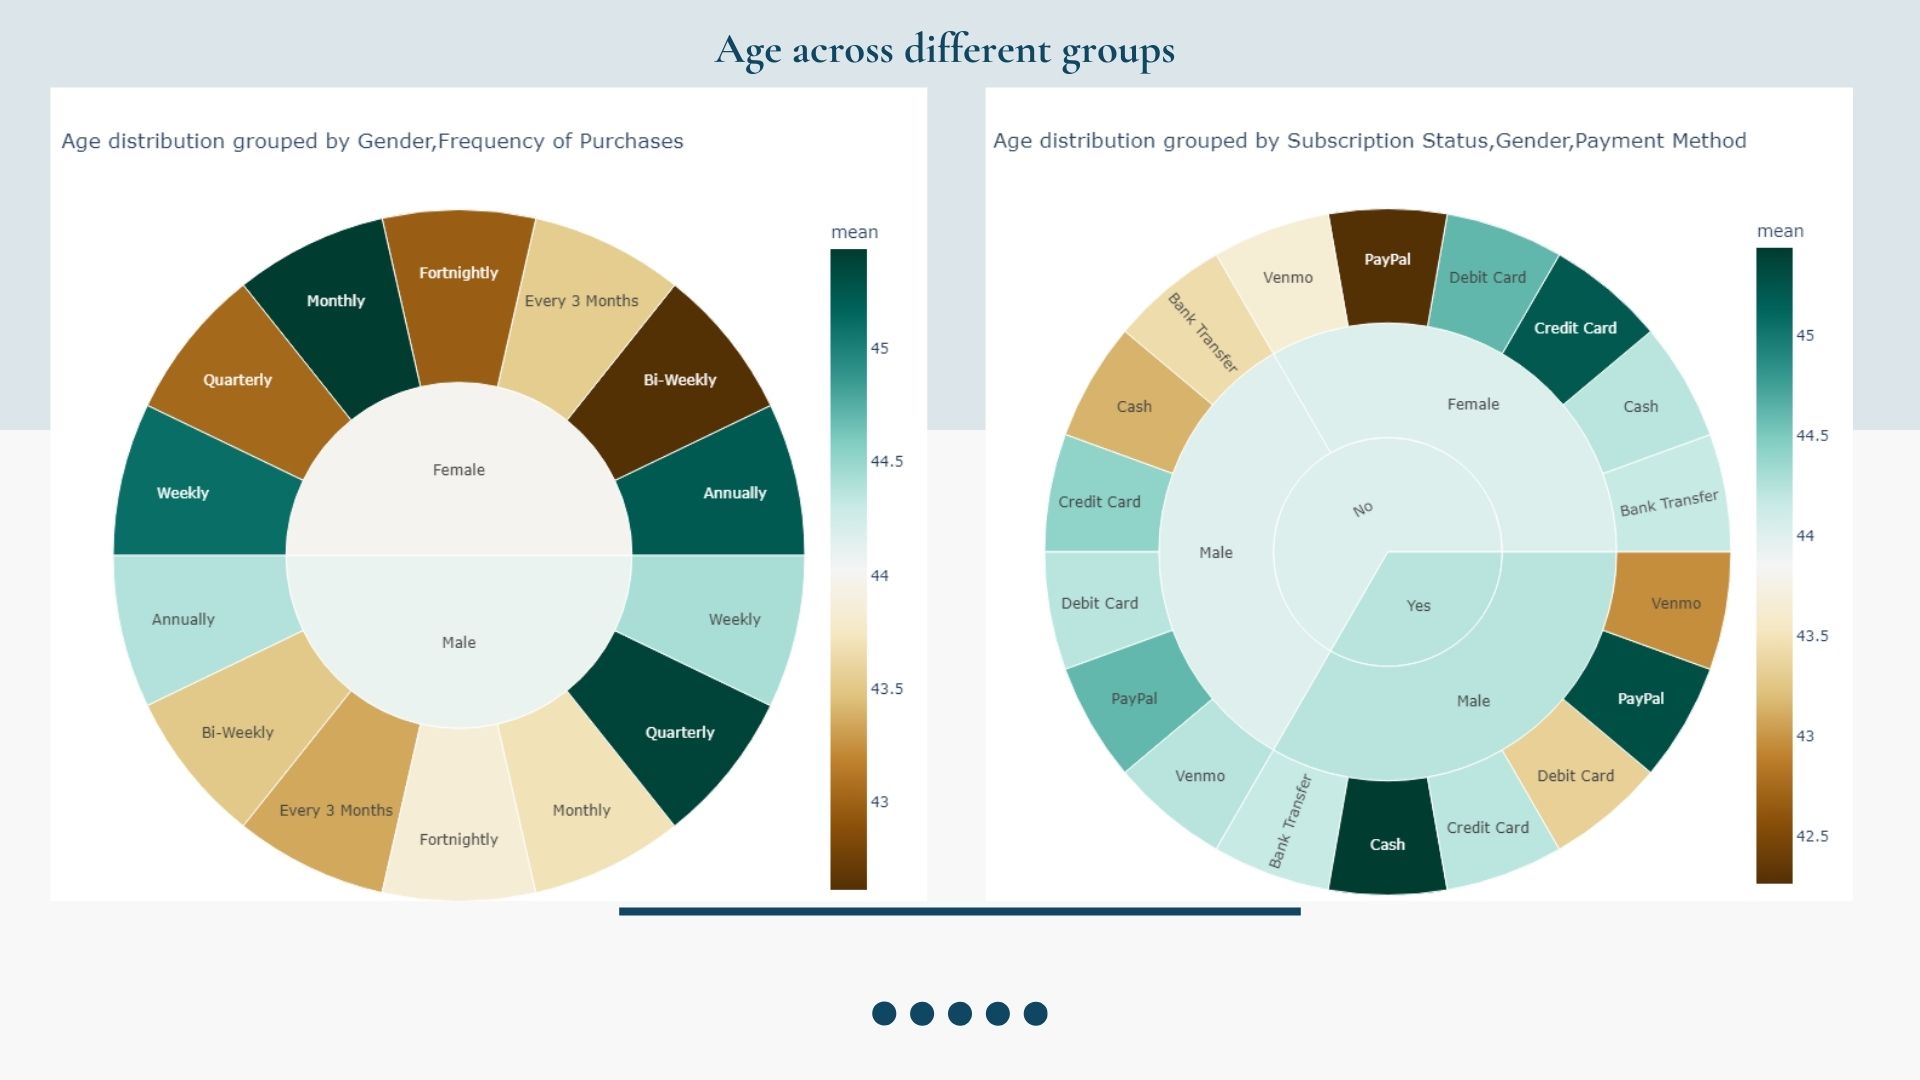 Age across different groups
Age distribution grouped by Gender,Frequency of Purchases
mean
45
44.5
44
43.5
43
Fortnightly
Monthly
Every 3 Months
Quarterly
Bi-Weekly
Weekly
Annually
Female
Male
Annually
Weekly
Bi-Weekly
Quarterly
Every 3 Months
Monthly
Fortnightly
Age distribution grouped by Subscription Status,Gender,Payment Method
mean
45
44.5
44
43.5
43
42.5
PayPal
Venmo
Debit Card
Bank Transfer
Credit Card
Cash
Female
Cash
Credit Card
Bank Transfer
No
Male
Yes
Debit Card
Venmo
PayPal
Male
PayPal
Venmo
Debit Card
Bank Transfer
Credit Card
Cash